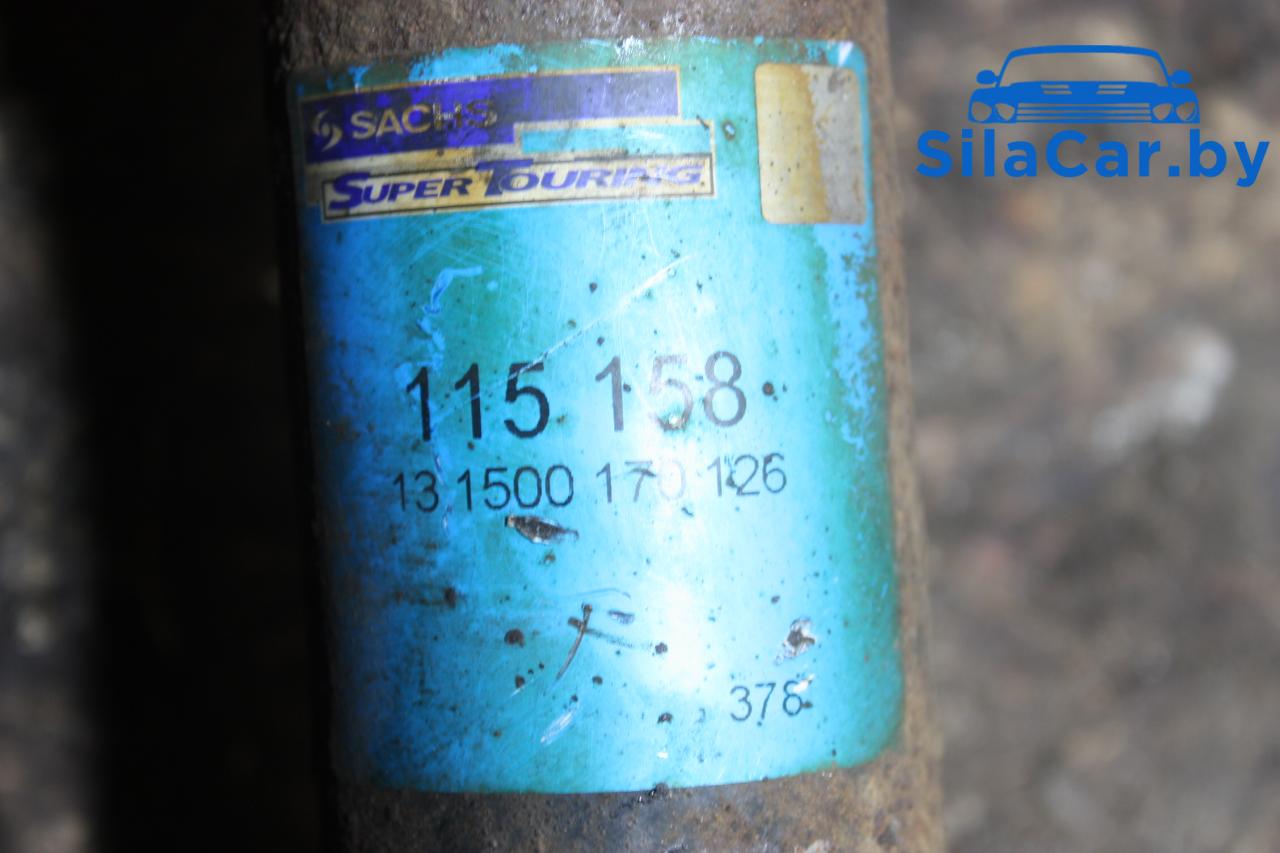 SACHS
SUPER TOURING
115 158
13 1500 170 126
378
SilaCar.by